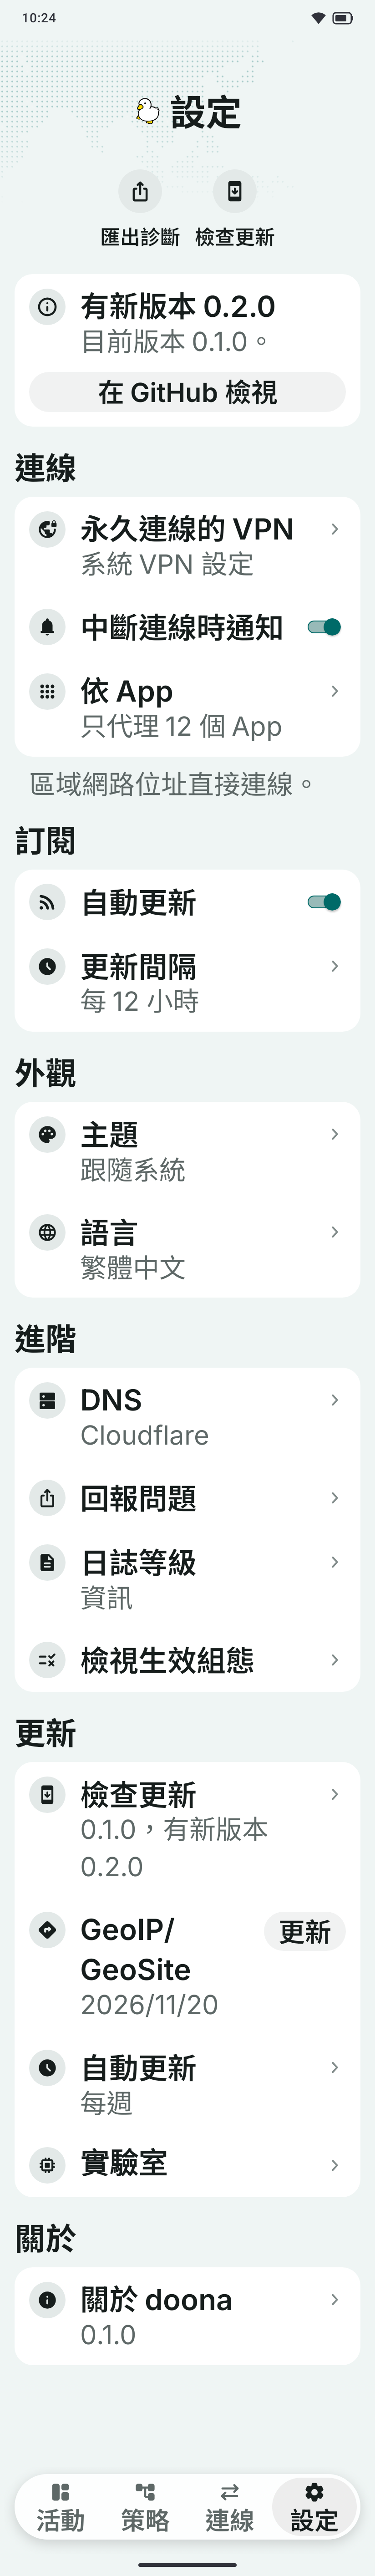 10:24
設定
匯出診斷
檢查更新
有新版本 0.2.0
目前版本 0.1.0。
在 GitHub 檢視
連線
永久連線的 VPN
系統 VPN 設定
中斷連線時通知
依 App
只代理 12 個 App
區域網路位址直接連線。
訂閱
自動更新
更新間隔
每 12 小時
外觀
主題
跟隨系統
語言
繁體中文
進階
DNS
Cloudflare
回報問題
日誌等級
資訊
檢視生效組態
更新
檢查更新
0.1.0，有新版本
0.2.0
GeoIP/
GeoSite
更新
2026/11/20
自動更新
每週
實驗室
關於
關於 doona
0.1.0
活動
策略
連線
設定